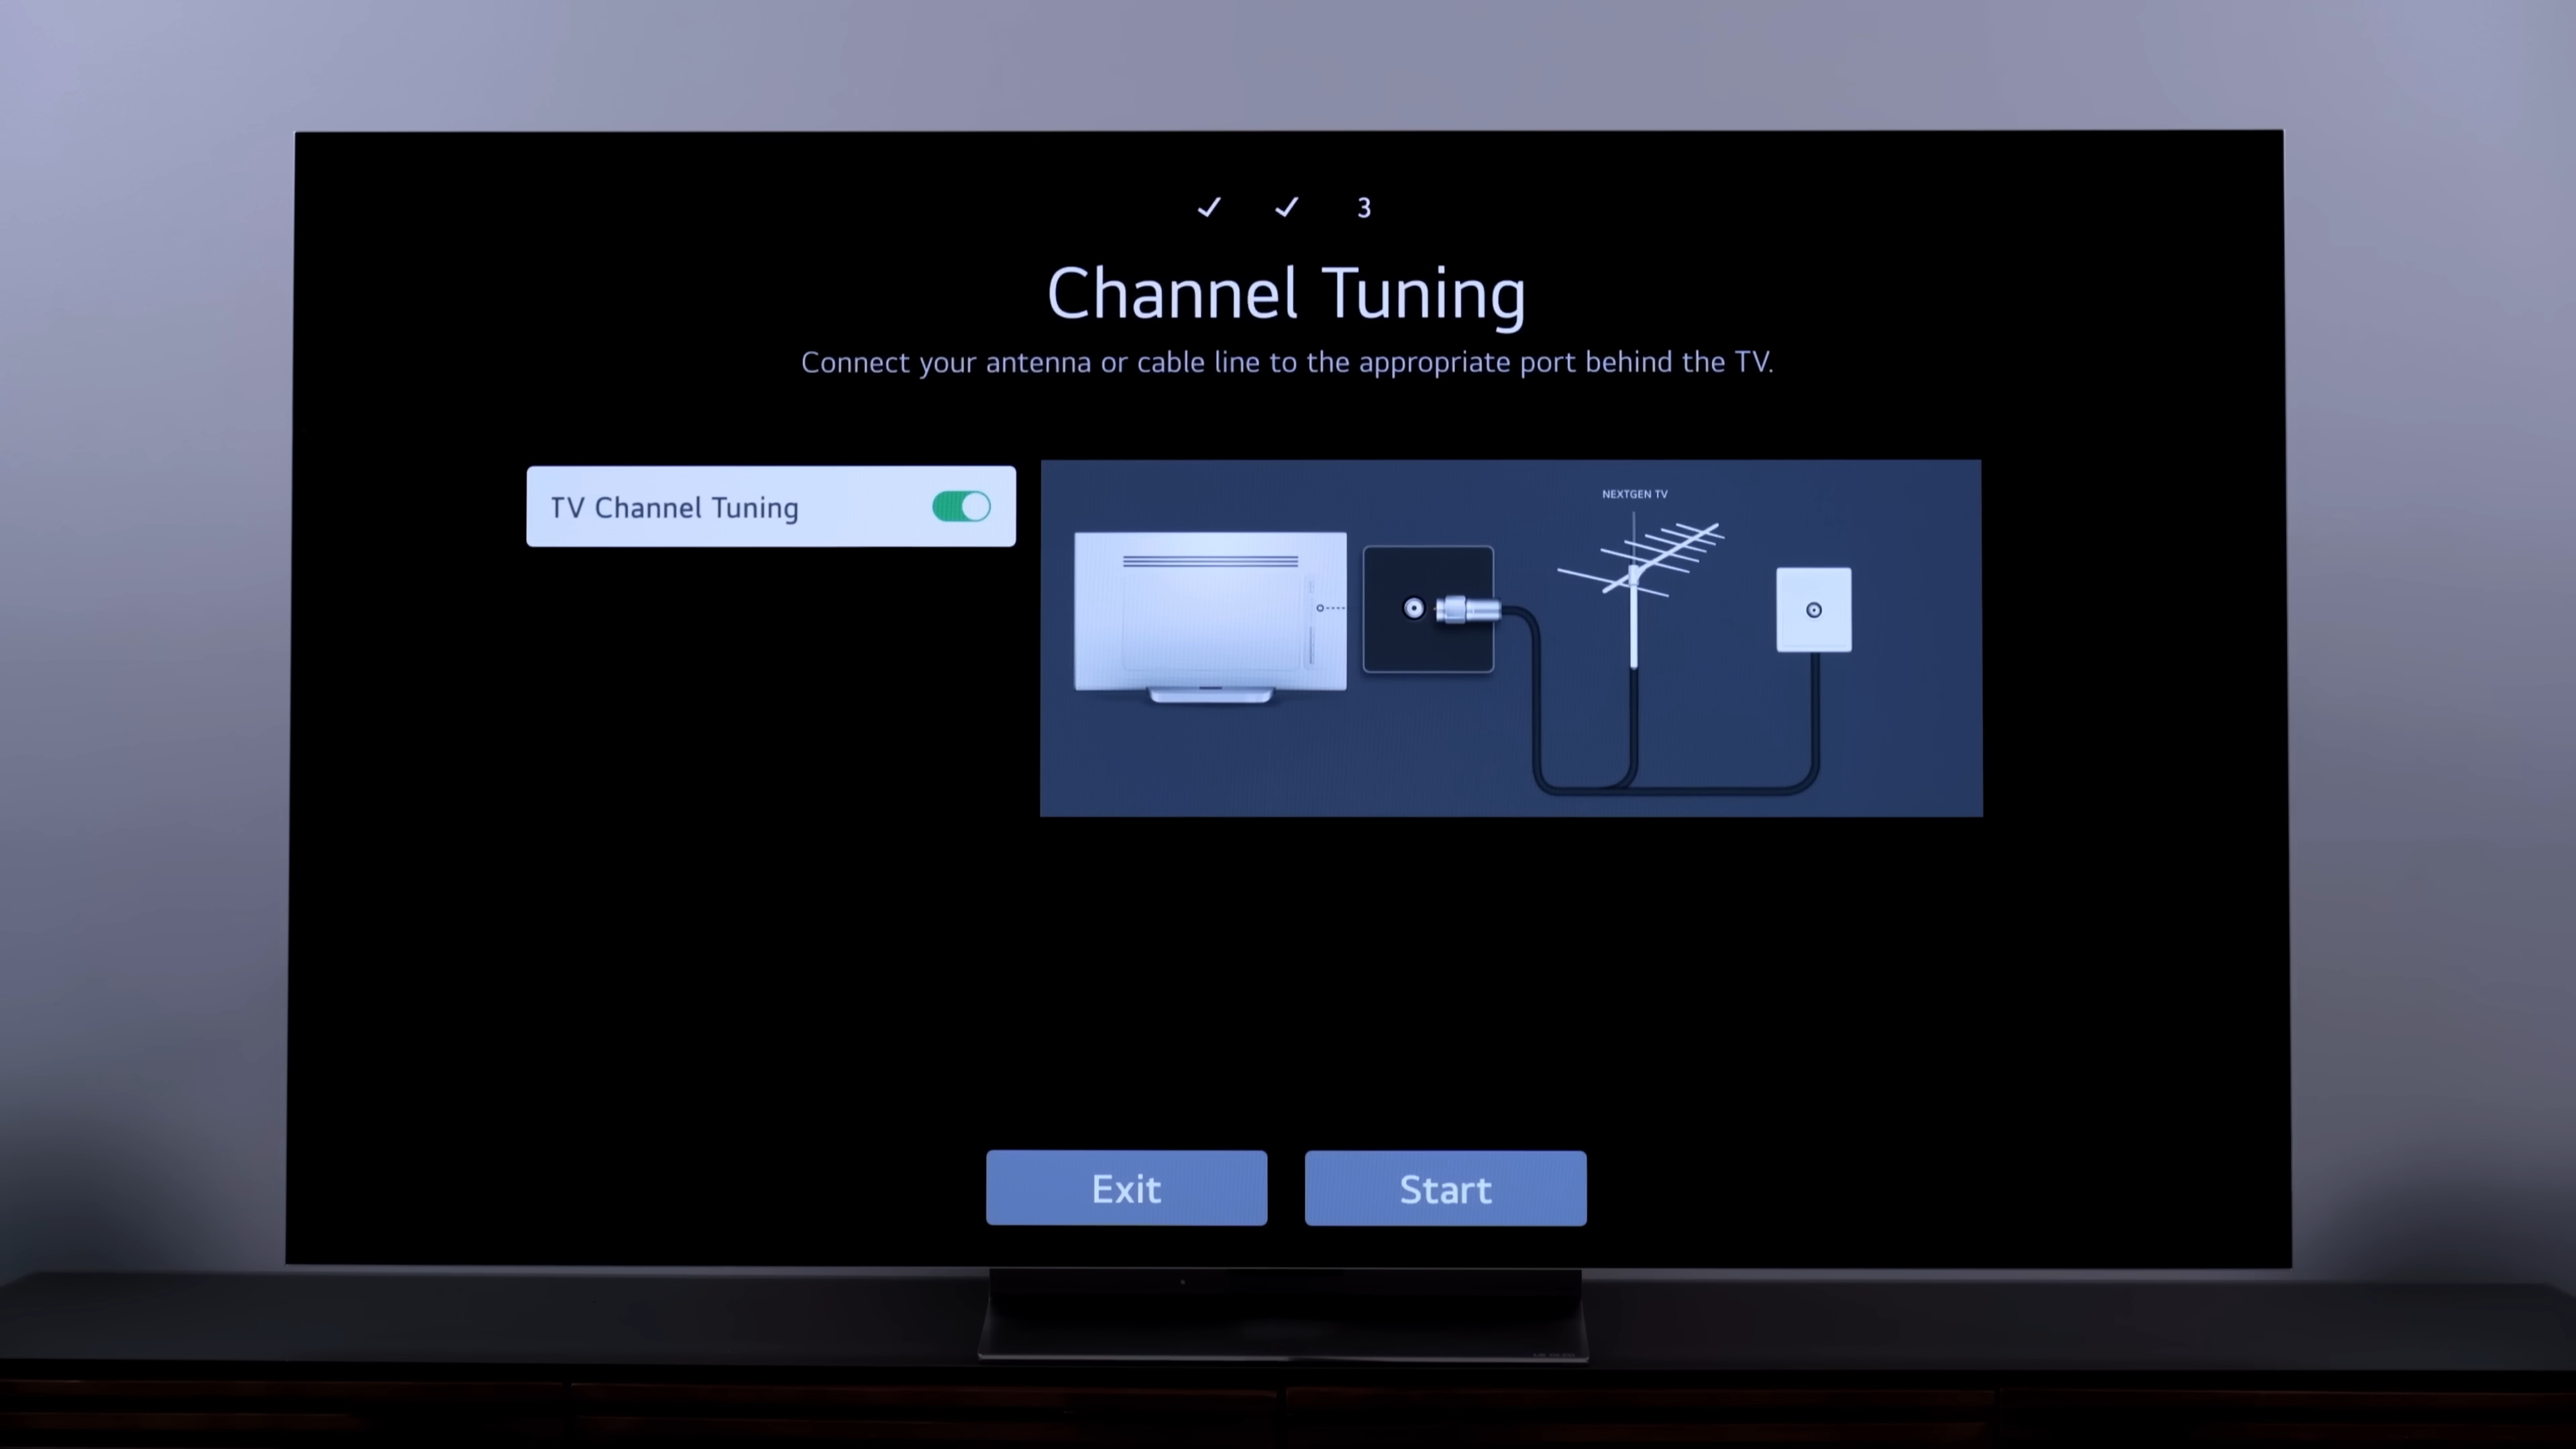 3
Channel Tuning
Connect your antenna or cable line to the appropriate port behind the TV.
TV Channel Tuning
NEXTGEN TV
Exit
Start